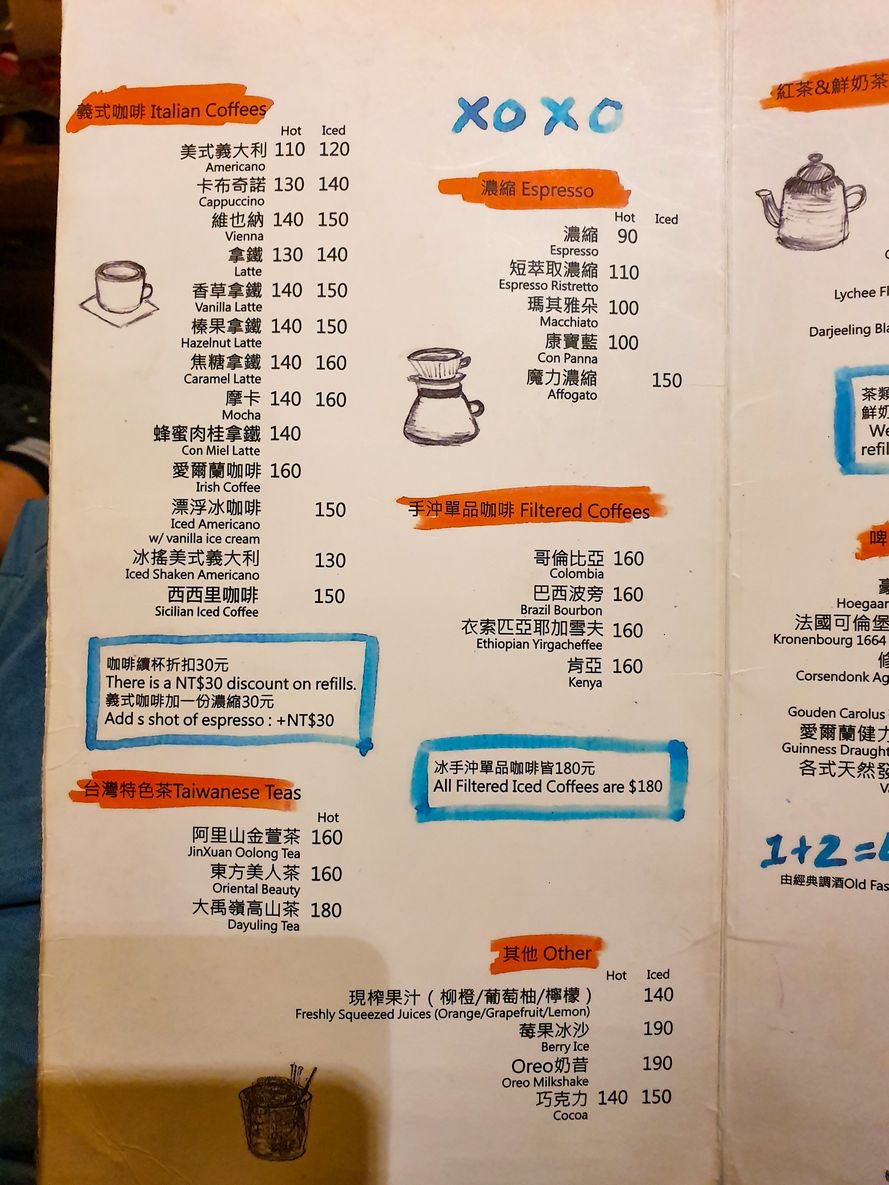 義式咖啡 Italian Coffees
Hot Iced
美式義大利 110 120
Americano
卡布奇諾 130 140
Cappuccino
維也納 140 150
Vienna
拿鐵 130 140
Latte
香草拿鐵 140 150
Vanilla Latte
榛果拿鐵 140 150
Hazelnut Latte
焦糖拿鐵 140 160
Caramel Latte
摩卡 140 160
Mocha
蜂蜜肉桂拿鐵 140
Con Miel Latte
愛爾蘭咖啡 160
Irish Coffee
漂浮冰咖啡 150
Iced Americano
w/ vanilla ice cream
冰搖美式義大利 130
Iced Shaken Americano
西西里咖啡 150
Sicilian Iced Coffee
咖啡續杯折扣30元
There is a NT$30 discount on refills.
義式咖啡加一份濃縮30元
Add s shot of espresso : +NT$30
台灣特色茶Taiwanese Teas
Hot
阿里山金萱茶 160
JinXuan Oolong Tea
東方美人茶 160
Oriental Beauty
大禹嶺高山茶 180
Dayuling Tea
XOXO
濃縮 Espresso
Hot Iced
濃縮 90
Espresso
短萃取濃縮 110
Espresso Ristretto
瑪其雅朵 100
Macchiato
康寶藍 100
Con Panna
魔力濃縮 150
Affogato
手沖單品咖啡 Filtered Coffees
哥倫比亞 160
Colombia
巴西波旁 160
Brazil Bourbon
衣索匹亞耶加雪夫 160
Ethiopian Yirgacheffee
肯亞 160
Kenya
冰手沖單品咖啡皆180元
All Filtered Iced Coffees are $180
其他 Other
Hot Iced
現榨果汁（柳橙/葡萄柚/檸檬） 140
Freshly Squeezed Juices (Orange/Grapefruit/Lemon)
莓果冰沙 190
Berry Ice
Oreo奶昔 190
Oreo Milkshake
巧克力 140 150
Cocoa
紅茶&鮮奶茶
Lychee
Darjeeling
茶類
鮮奶
We
refil
啤
Hoegaar
法國可倫堡
Kronenbourg 1664
修
Corsendonk Ag
Gouden Carolus
愛爾蘭健力
Guinness Draught
各式天然發
1+2=
由經典調酒Old Fas